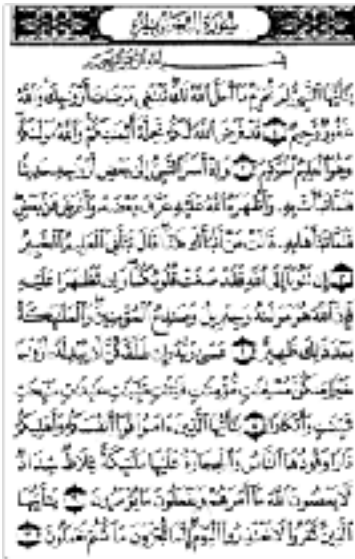 سورة التحريم
بسم الله الرحمن الرحيم
يا أيها النبي لم تحرم ما أحل الله لك تبتغي مرضات أزواجك والله
غفور رحيم ١ قد فرض الله لكم تحلة أيمانكم والله مولاكم
وهو العليم الحكيم ٢ وإذ أسر النبي إلى بعض أزواجه حديثا
فلما نبأت به وأظهره الله عليه عرف بعضه وأعرض عن بعض
فلما نبأها به قالت من أنبأك هذا قال نبأني العليم الخبير
٣ إن تتوبا إلى الله فقد صغت قلوبكما وإن تظاهرا عليه
فإن الله هو مولاه وجبريل وصالح المؤمنين والملائكة
بعد ذلك ظهير ٤ عسى ربه إن طلقكن أن يبدله أزواجا
خيرا منكن مسلمات مؤمنات قانتات تائبات عابدات سائحات
ثيبات وأبكارا ٥ يا أيها الذين آمنوا قوا أنفسكم وأهليكم
نارا وقودها الناس والحجارة عليها ملائكة غلاظ شداد
لا يعصون الله ما أمرهم ويفعلون ما يؤمرون ٦ يا أيها
الذين كفروا لا تعتذروا اليوم إنما تجزون ما كنتم تعملون ٧